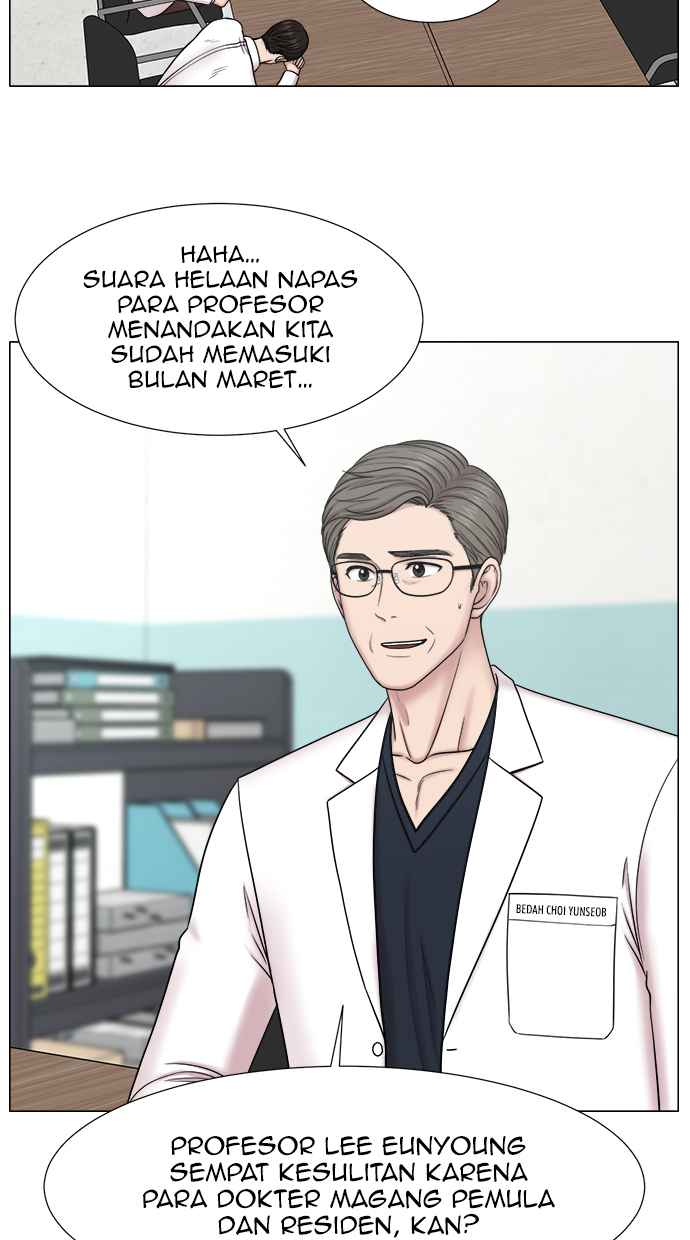 HAHA...
SUARA HELAAN NAPAS
PARA PROFESOR
MENANDAKAN KITA
SUDAH MEMASUKI
BULAN MARET...
BEDAH CHOI YUNSEOB
PROFESOR LEE EUNYOUNG
SEMPAT KESULITAN KARENA
PARA DOKTER MAGANG PEMULA
DAN RESIDEN, KAN?